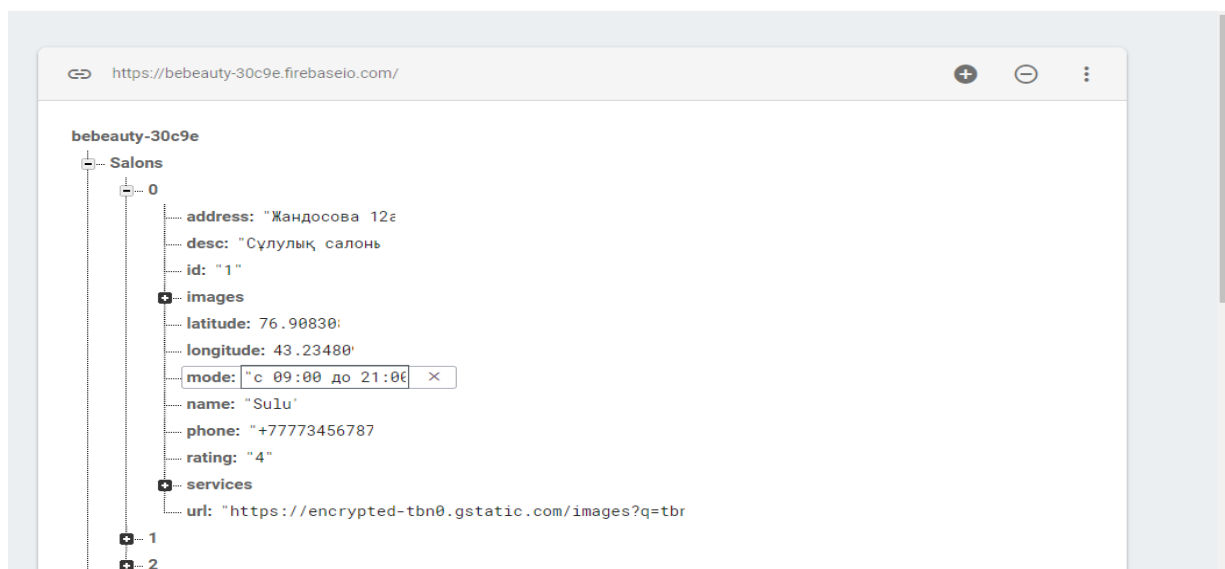 https://bebeauty-30c9e.firebaseio.com/
bebeauty-30c9e
Salons
0
address: "Жандосова 12а
desc: "Сұлулық салоны
id: "1"
images
latitude: 76.90830
longitude: 43.23480
mode: "с 09:00 до 21:00
name: "Sulu"
phone: "+77773456787
rating: "4"
services
url: "https://encrypted-tbn0.gstatic.com/images?q=tbn
1
2